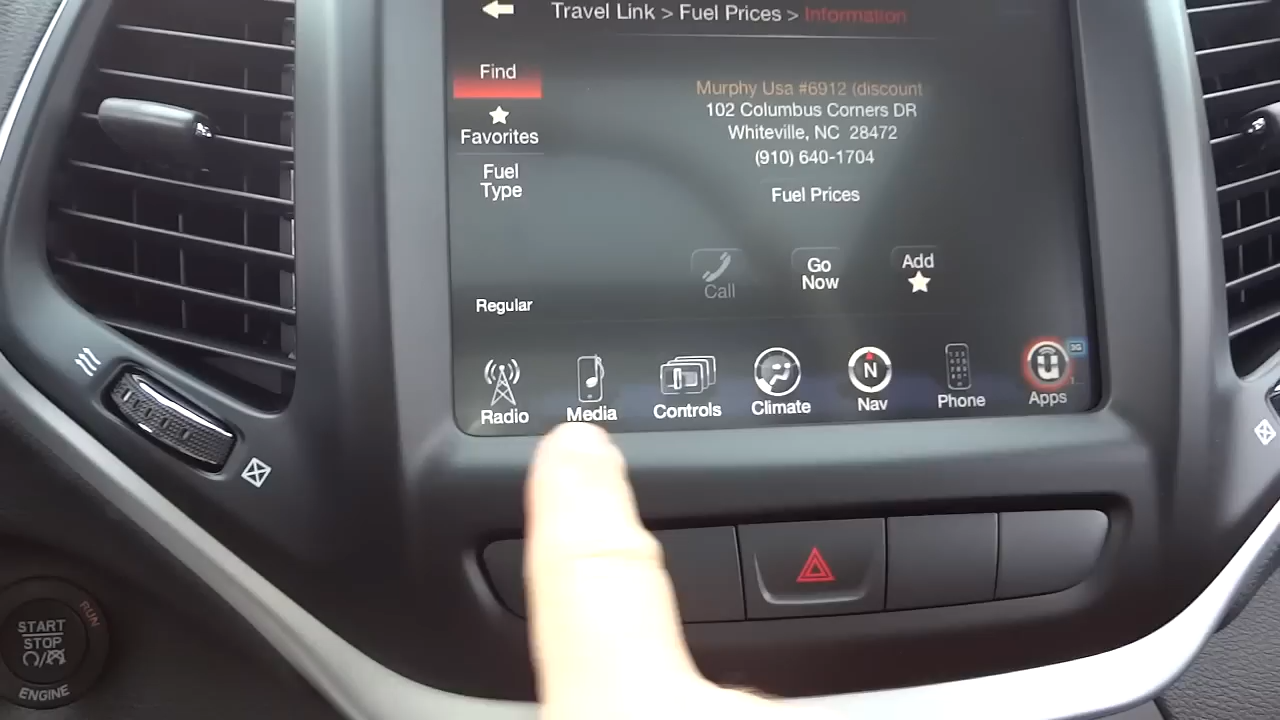 Travel Link > Fuel Prices > Information
Find
Favorites
Fuel
Type
Regular
Murphy Usa #6912 (discount
102 Columbus Corners DR
Whiteville, NC 28472
(910) 640-1704
Fuel Prices
Call
Go
Now
Add
Radio
Media
Controls
Climate
N
Nav
Phone
3G
Apps
START
STOP
ENGINE
RUN